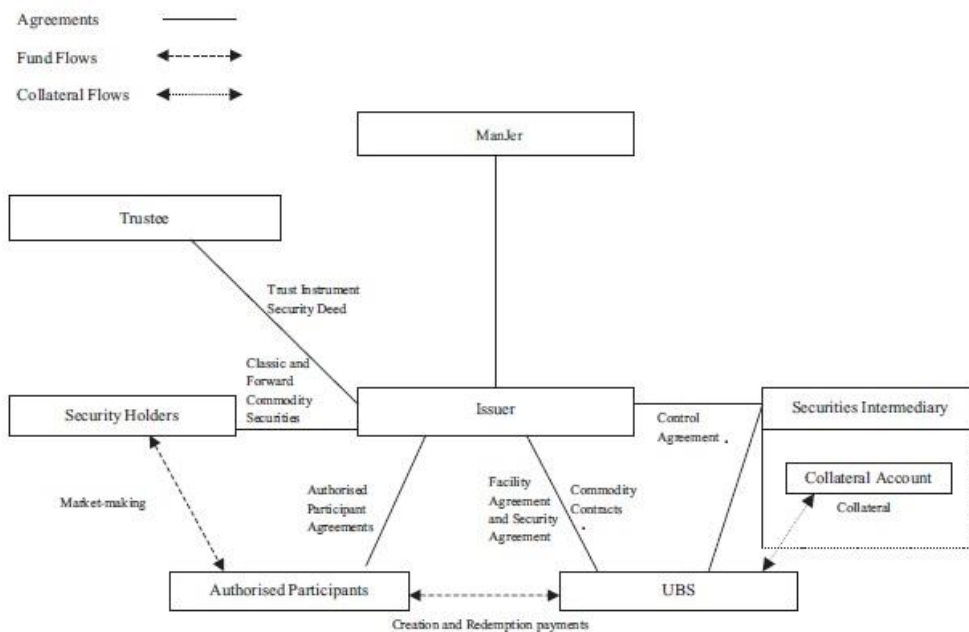 Agreements
Fund Flows
Collateral Flows
ManJer
Trustee
Trust Instrument
Security Deed
Classic and
Forward
Commodity
Securities
Security Holders
Issuer
Securities Intermediary
Control
Agreement
Collateral Account
Collateral
Market-making
Authorised
Participant
Agreements
Facility
Agreement
and Security
Agreement
Commodity
Contracts
Authorised Participants
UBS
Creation and Redemption payments